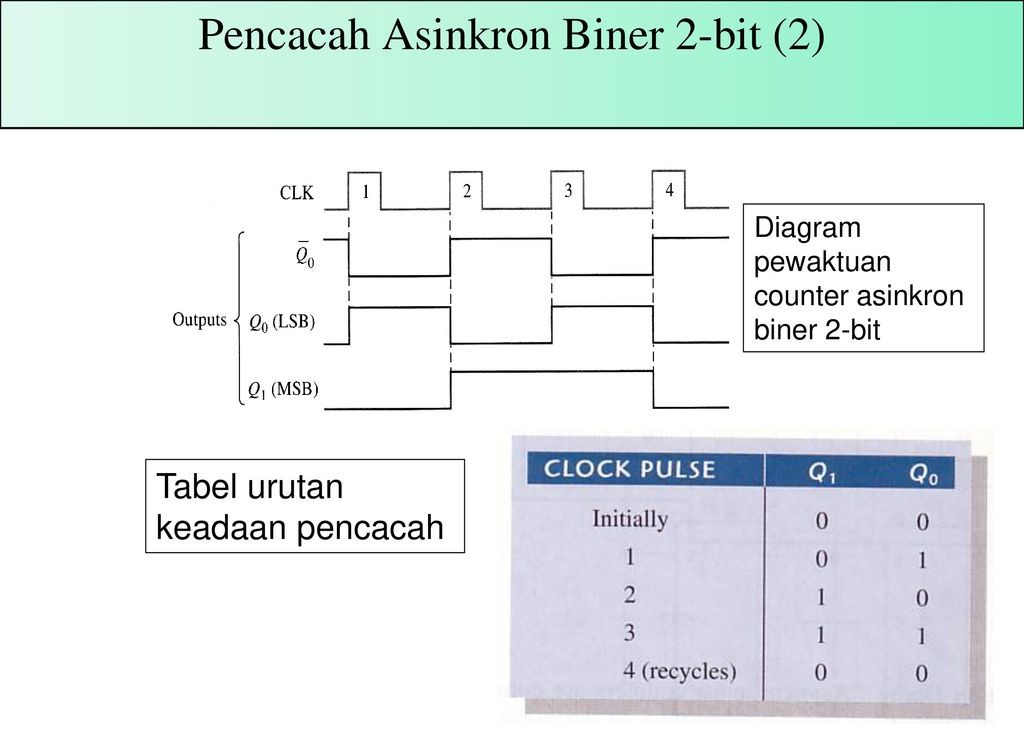 Pencacah Asinkron Biner 2-bit (2)
CLK 1 2 3 4
Q̅0
Outputs Q0 (LSB)
Q1 (MSB)
Diagram
pewaktuan
counter asinkron
biner 2-bit
Tabel urutan
keadaan pencacah
CLOCK PULSE Q1 Q0
Initially 0 0
1 0 1
2 1 0
3 1 1
4 (recycles) 0 0